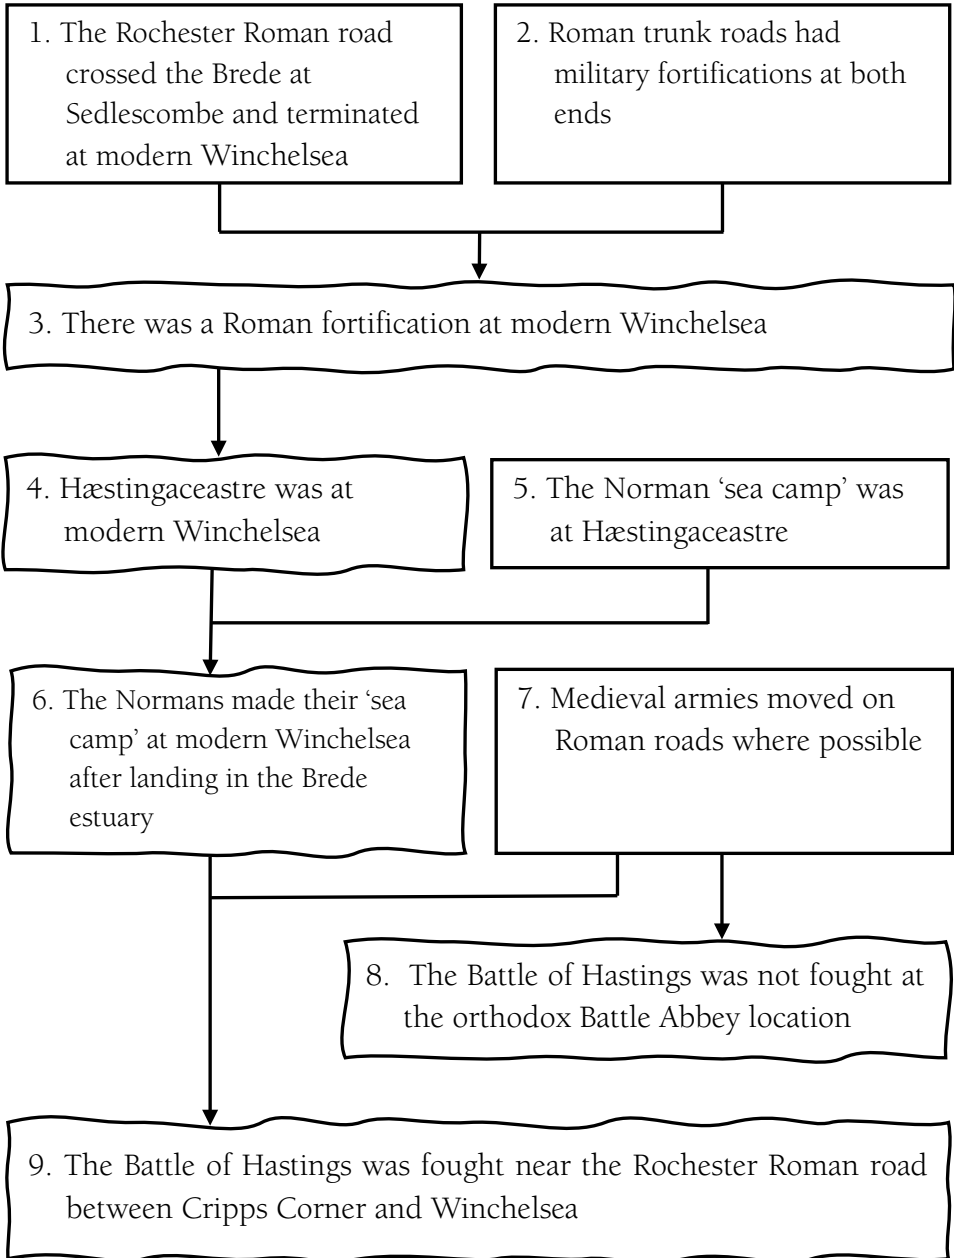 1. The Rochester Roman road
crossed the Brede at
Sedlescombe and terminated
at modern Winchelsea
2. Roman trunk roads had
military fortifications at both
ends
3. There was a Roman fortification at modern Winchelsea
4. Hæstingaceastre was at
modern Winchelsea
5. The Norman ‘sea camp’ was
at Hæstingaceastre
6. The Normans made their ‘sea
camp’ at modern Winchelsea
after landing in the Brede
estuary
7. Medieval armies moved on
Roman roads where possible
8. The Battle of Hastings was not fought at
the orthodox Battle Abbey location
9. The Battle of Hastings was fought near the Rochester Roman road
between Cripps Corner and Winchelsea